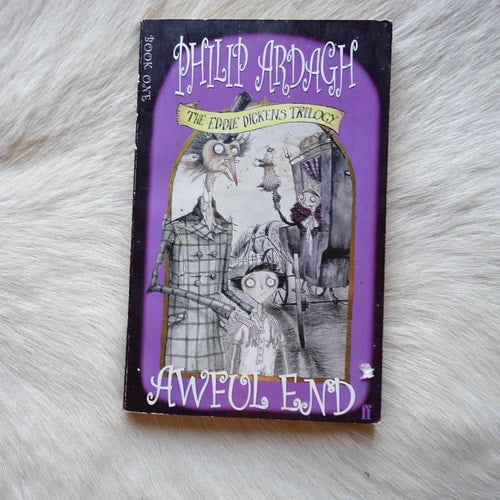 BOOK ONE
PHILIP ARDAGH
THE EDDIE DICKENS TRILOGY
AWFUL END
ff